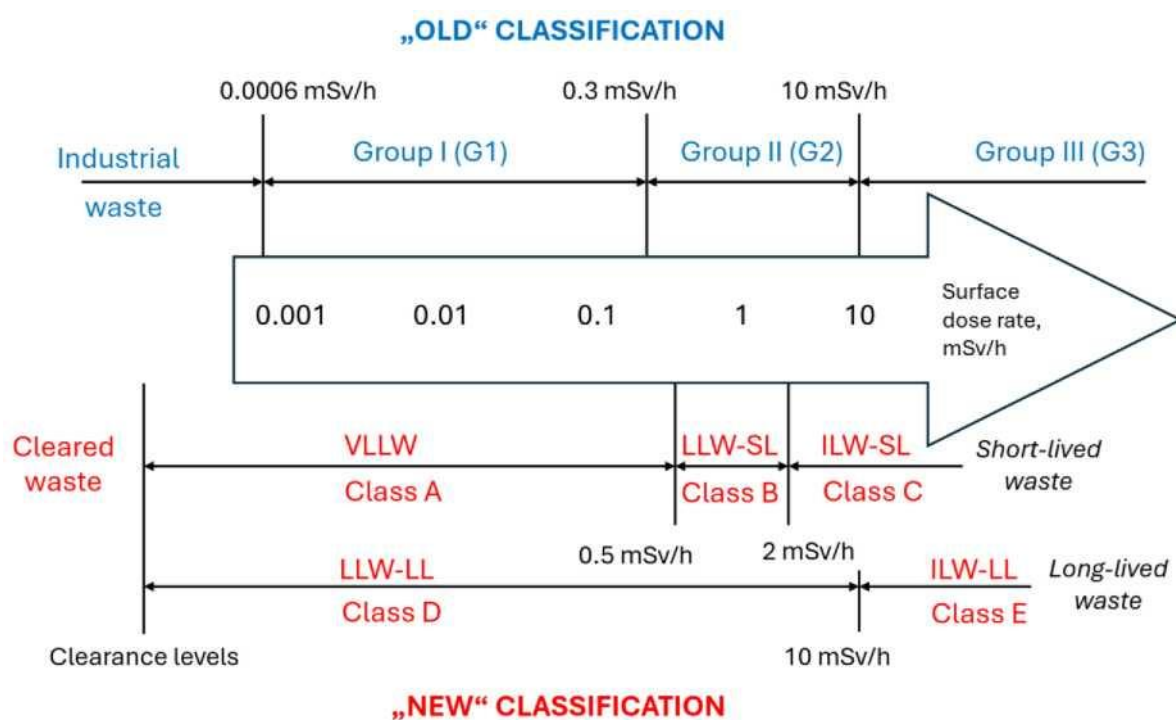 „OLD“ CLASSIFICATION
0.0006 mSv/h
0.3 mSv/h
10 mSv/h
Industrial
waste
Group I (G1)
Group II (G2)
Group III (G3)
0.001
0.01
0.1
1
10
Surface
dose rate,
mSv/h
Cleared
waste
VLLW
Class A
LLW-SL
Class B
ILW-SL
Class C
Short-lived
waste
0.5 mSv/h
2 mSv/h
LLW-LL
Class D
ILW-LL
Class E
Long-lived
waste
Clearance levels
10 mSv/h
„NEW“ CLASSIFICATION